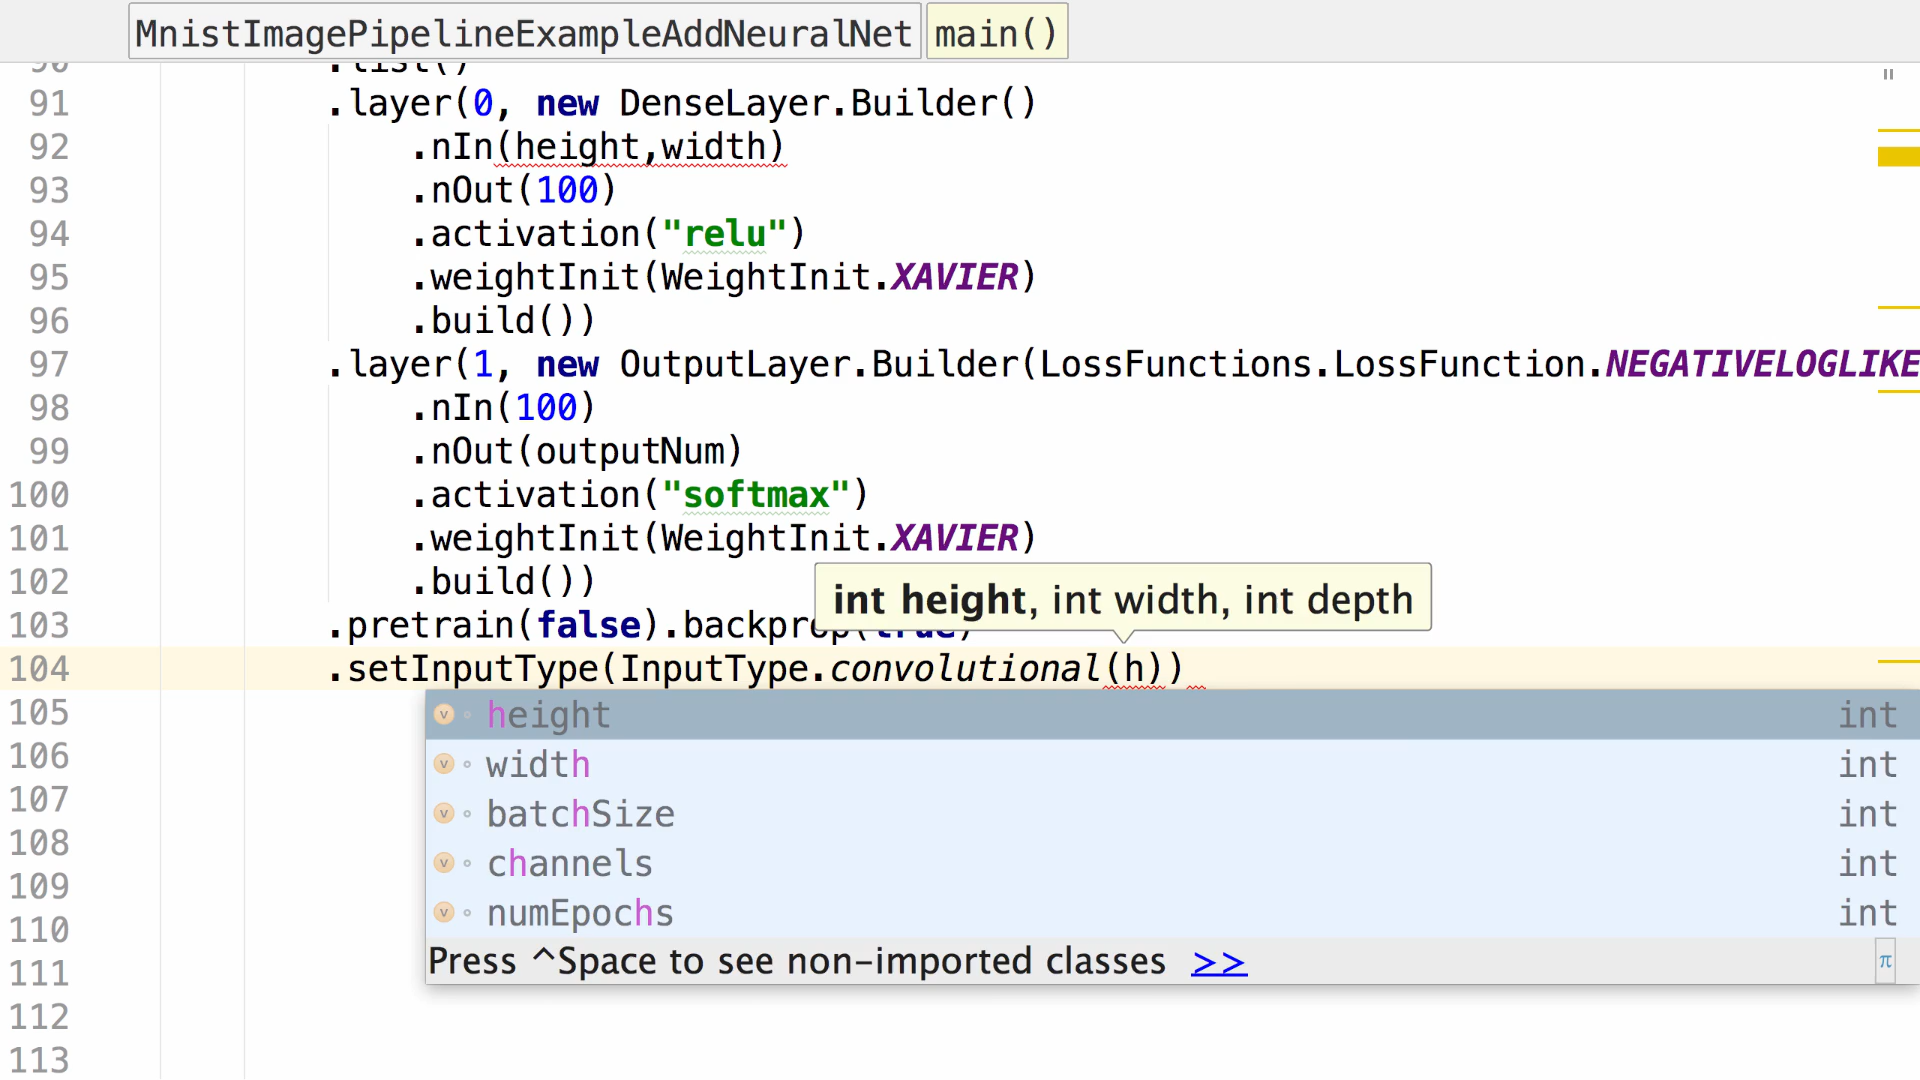 MnistImagePipelineExampleAddNeuralNet main()
90 .list()
91 .layer(0, new DenseLayer.Builder()
92 .nIn(height,width)
93 .nOut(100)
94 .activation("relu")
95 .weightInit(WeightInit.XAVIER)
96 .build())
97 .layer(1, new OutputLayer.Builder(LossFunctions.LossFunction.NEGATIVELOGLIKE
98 .nIn(100)
99 .nOut(outputNum)
100 .activation("softmax")
101 .weightInit(WeightInit.XAVIER)
102 .build())
int height, int width, int depth
103 .pretrain(false).backprop(true)
104 .setInputType(InputType.convolutional(h))
105 height int
106 width int
107 batchSize int
108 channels int
109 numEpochs int
110
111 Press ^Space to see non-imported classes >> π
112
113